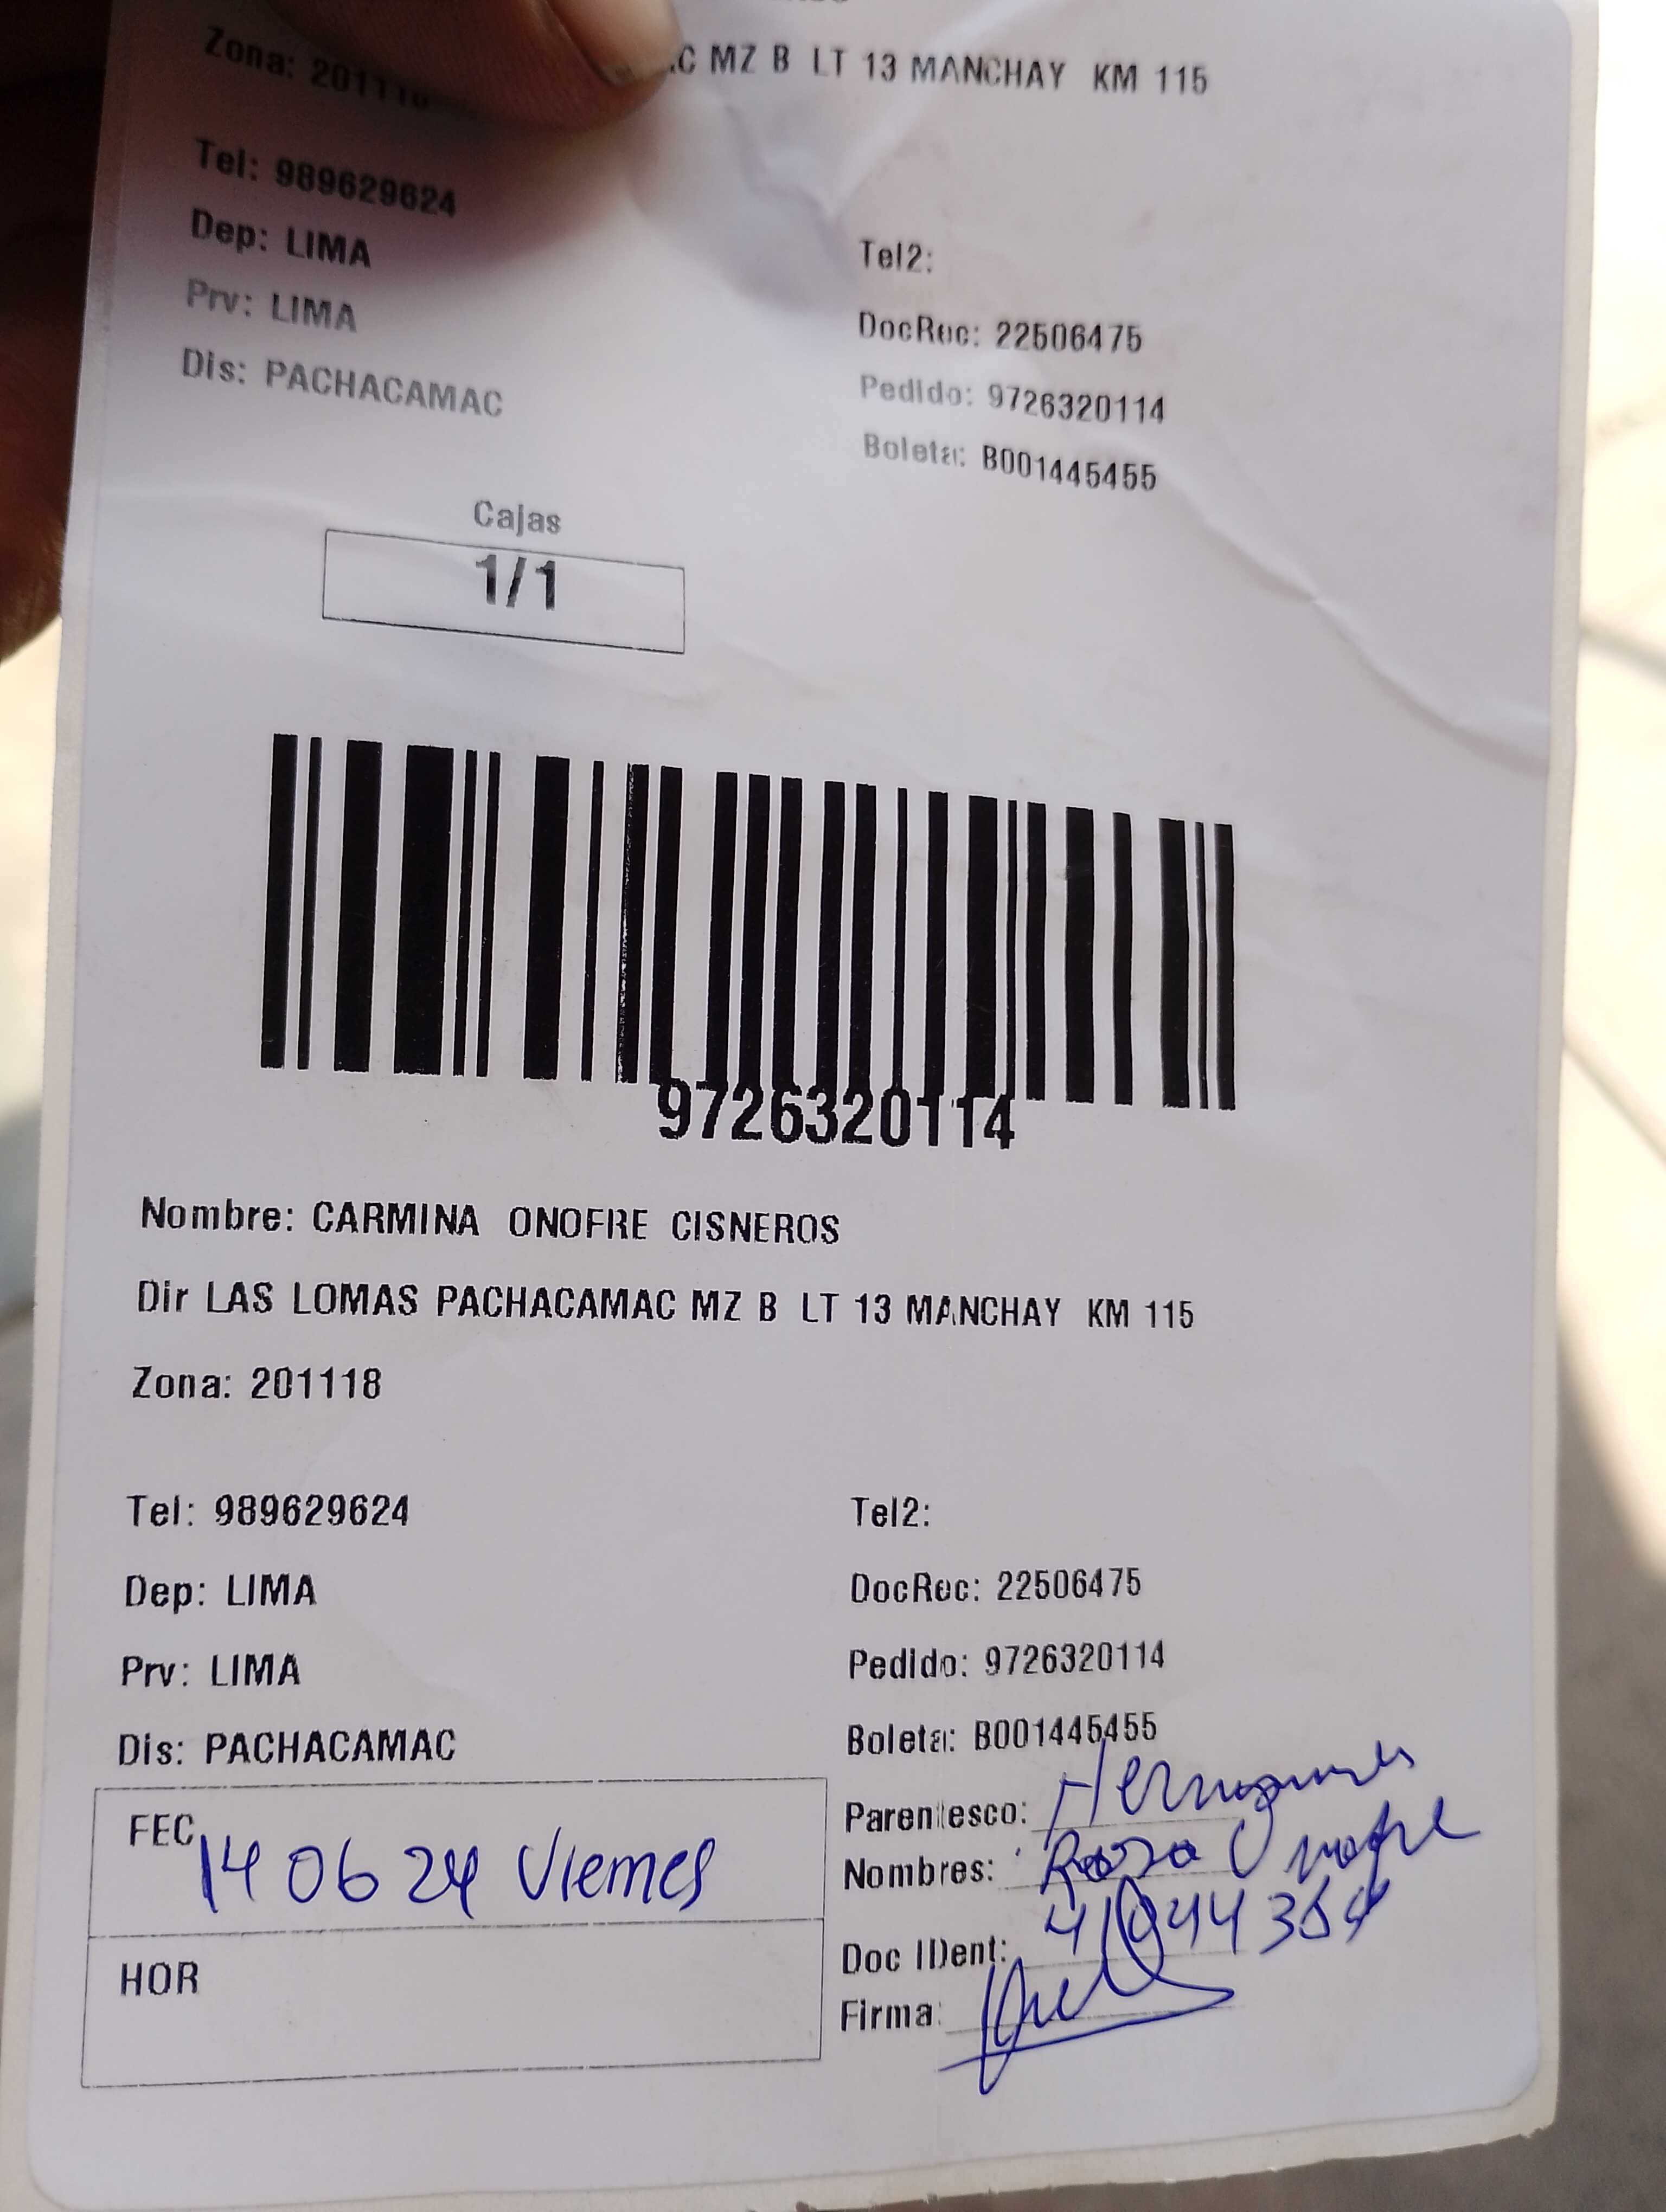 Zona: 201118
C MZ B LT 13 MANCHAY KM 115
Tel: 989629624
Dep: LIMA
Tel2:
Prv: LIMA
DocRec: 22506475
Dis: PACHACAMAC
Pedido: 9726320114
Boleta: B001445455
Cajas
1/1
9726320114
Nombre: CARMINA ONOFRE CISNEROS
Dir LAS LOMAS PACHACAMAC MZ B LT 13 MANCHAY KM 115
Zona: 201118
Tel: 989629624
Tel2:
Dep: LIMA
DocRec: 22506475
Prv: LIMA
Pedido: 9726320114
Dis: PACHACAMAC
Boleta: B001445455
FEC 14 06 24 Viernes
HOR
Parentesco:
Nombres: Rosa Onofre
Doc IDent:
Firma: